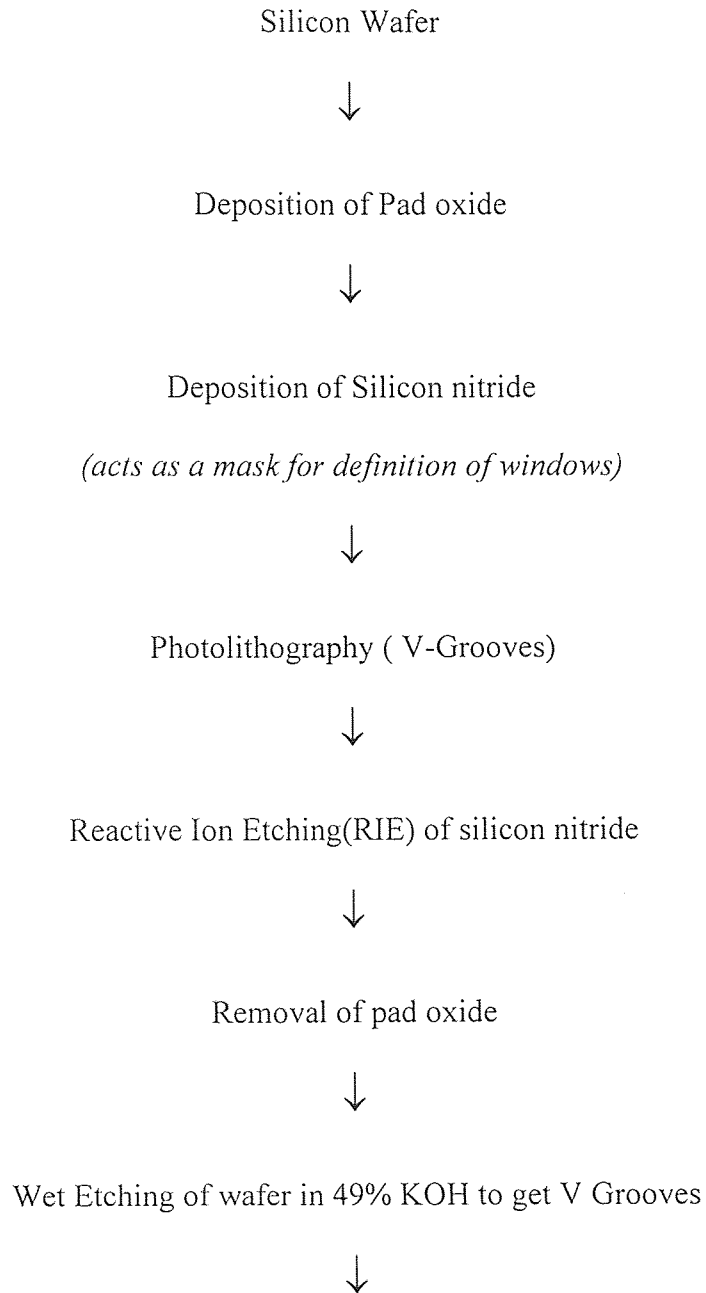 Silicon Wafer
↓
Deposition of Pad oxide
↓
Deposition of Silicon nitride
(acts as a mask for definition of windows)
↓
Photolithography ( V-Grooves)
↓
Reactive Ion Etching(RIE) of silicon nitride
↓
Removal of pad oxide
↓
Wet Etching of wafer in 49% KOH to get V Grooves
↓